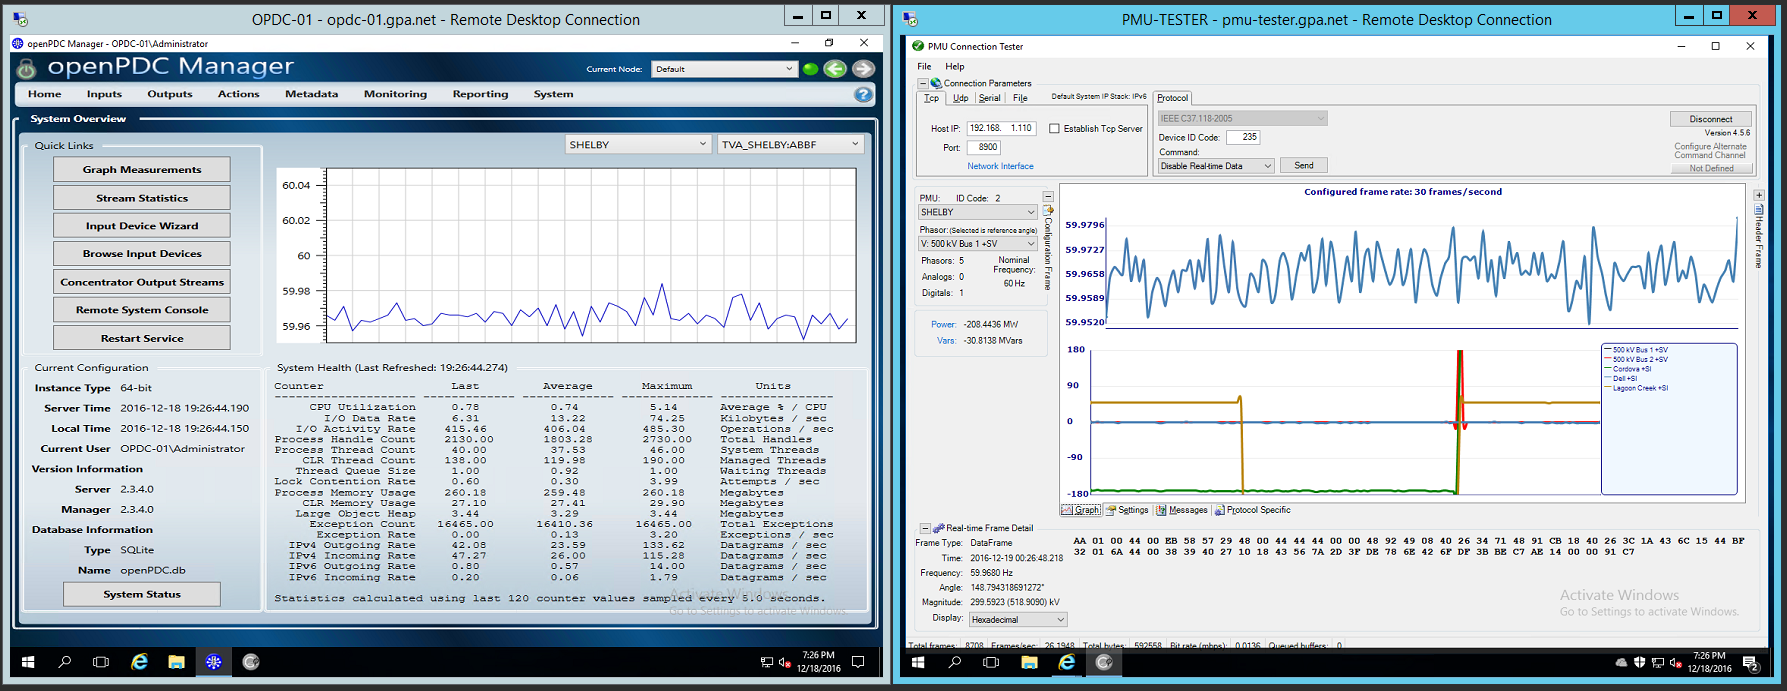 OPDC-01 - opdc-01.gpa.net - Remote Desktop Connection
openPDC Manager - OPDC-01\Administrator
openPDC Manager
Current Node: Default
Home Inputs Outputs Actions Metadata Monitoring Reporting System
System Overview
Quick Links
Graph Measurements
Stream Statistics
Input Device Wizard
Browse Input Devices
Concentrator Output Streams
Remote System Console
Restart Service
SHELBY TVA_SHELBY:ABBF
60.04
60.02
60
59.98
59.96
Current Configuration
Instance Type 64-bit
Server Time 2016-12-18 19:26:44.190
Local Time 2016-12-18 19:26:44.150
Current User OPDC-01\Administrator
Version Information
Server 2.3.4.0
Manager 2.3.4.0
Database Information
Type SQLite
Name openPDC.db
System Status
System Health (Last Refreshed: 19:26:44.274)
Counter Last Average Maximum Units
CPU Utilization 0.78 0.74 5.14 Average % / CPU
I/O Data Rate 6.31 13.22 74.25 Kilobytes / sec
I/O Activity Rate 415.46 406.04 485.30 Operations / sec
Process Handle Count 2130.00 1803.28 2730.00 Total Handles
Process Thread Count 40.00 37.53 46.00 System Threads
CLR Thread Count 138.00 119.98 190.00 Managed Threads
Thread Queue Size 1.00 0.92 1.00 Waiting Threads
Lock Contention Rate 0.60 0.30 3.99 Attempts / sec
Process Memory Usage 260.18 259.48 260.18 Megabytes
CLR Memory Usage 27.10 27.41 29.90 Megabytes
Large Object Heap 3.44 3.29 3.44 Megabytes
Exception Count 16465.00 16410.36 16465.00 Total Exceptions
Exception Rate 0.00 0.13 3.20 Exceptions / sec
IPv4 Outgoing Rate 42.08 23.59 133.62 Datagrams / sec
IPv4 Incoming Rate 47.27 26.00 115.28 Datagrams / sec
IPv6 Outgoing Rate 0.80 0.57 14.00 Datagrams / sec
IPv6 Incoming Rate 0.20 0.06 1.79 Datagrams / sec
Statistics calculated using last 120 counter values sampled every 5.0 seconds.
Activate Windows
Go to Settings to activate Windows.
7:26 PM
12/18/2016
PMU-TESTER - pmu-tester.gpa.net - Remote Desktop Connection
PMU Connection Tester
File Help
Connection Parameters
Tcp Udp Serial File Default System IP Stack: IPv6
Host IP: 192.168. 1.110 Establish Tcp Server
Port: 8900
Network Interface
Protocol
IEEE C37.118-2005
Device ID Code: 235
Command:
Disable Real-time Data Send
Disconnect
Version 4.5.6
Configure Alternate
Command Channel
Not Defined
PMU: ID Code: 2
SHELBY
Phasor: (Selected is reference angle)
V: 500 kV Bus 1 +SV
Phasors: 5 Nominal
Analogs: 0 Frequency:
Digitals: 1 60 Hz
Power: -208.4436 MW
Vars: -30.8138 MVars
Configuration Frame
Header Frame
Configured frame rate: 30 frames/second
59.9796
59.9727
59.9658
59.9589
59.9520
180
90
0
-90
-180
500 kV Bus 1 +SV
500 kV Bus 2 +SV
Cordova +SI
Dell +SI
Lagoon Creek +SI
Graph Settings Messages Protocol Specific
Real-time Frame Detail
Frame Type: DataFrame
Time: 2016-12-19 00:26:48.218
Frequency: 59.9680 Hz
Angle: 148.794318691272°
Magnitude: 299.5923 (518.9090) kV
Display: Hexadecimal
AA 01 00 44 00 EB 58 57 29 48 00 44 44 44 00 00 48 92 49 08 40 26 34 71 48 91 CB 18 40 26 3C 1A 43 6C 15 44 BF
32 01 6A 44 00 38 39 40 27 10 18 43 56 7A 2D 3F DE 78 6E 42 6F DF 3B BE C7 AE 14 00 00 91 C7
Activate Windows
Go to Settings to activate Windows.
Total frames: 8708 Frames/sec: 26.1948 Total bytes: 592558 Bit rate (mbps): 0.0136 Queued buffers: 0
7:26 PM
12/18/2016
2